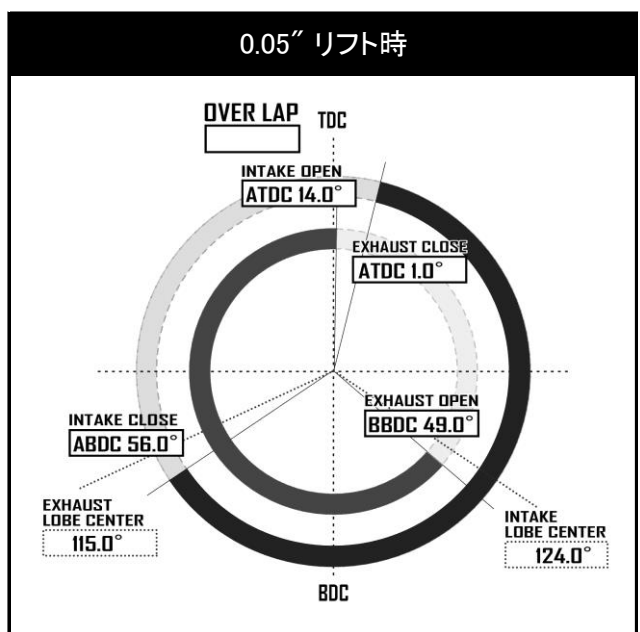 0.05″ リフト時
OVER LAP
TDC
INTAKE OPEN
ATDC 14.0°
EXHAUST CLOSE
ATDC 1.0°
EXHAUST OPEN
BBDC 49.0°
INTAKE CLOSE
ABDC 56.0°
EXHAUST
LOBE CENTER
115.0°
INTAKE
LOBE CENTER
124.0°
BDC